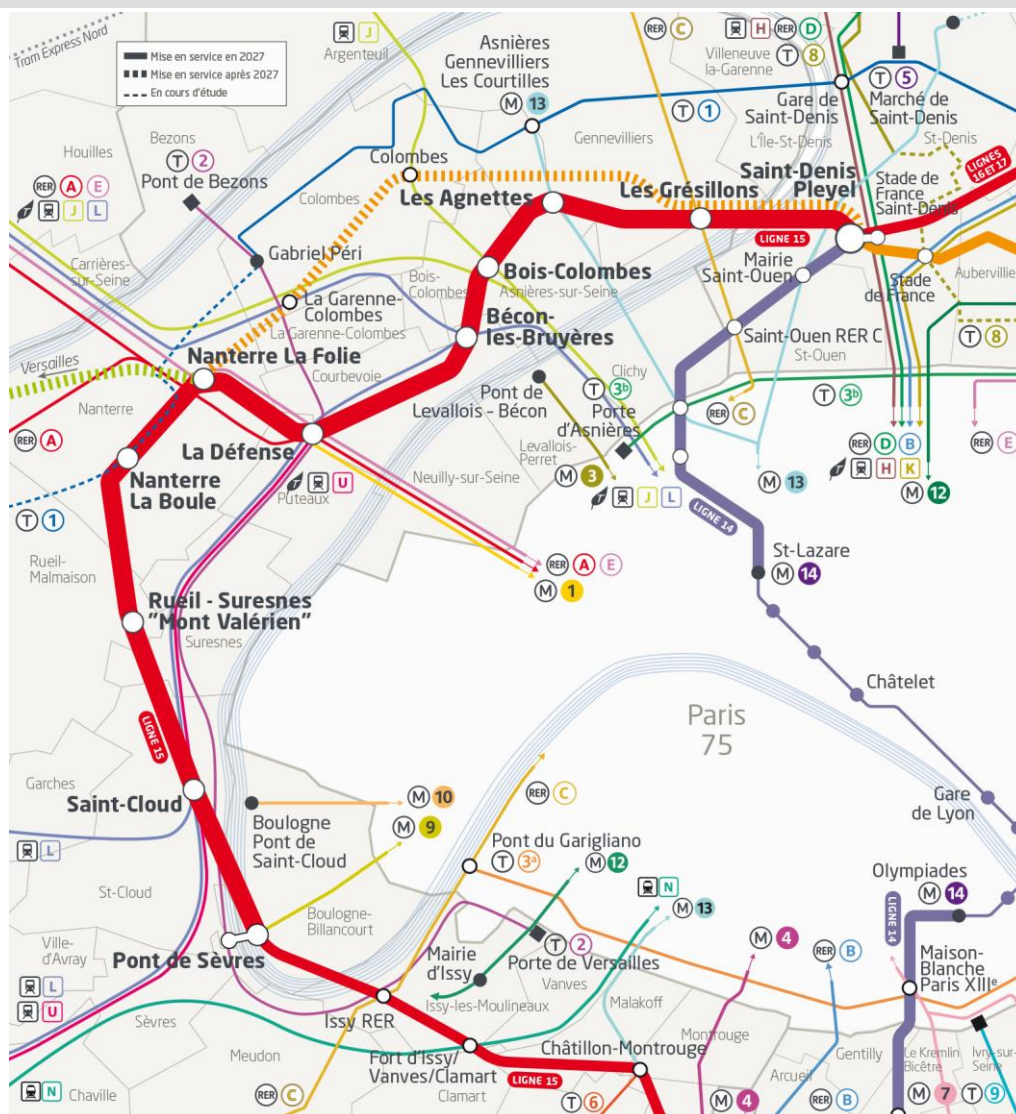 Tram Express Nord
Mise en service en 2027
Mise en service après 2027
En cours d'étude
J
Argenteuil
Asnières
Gennevilliers
Les Courtilles
M 13
RER C
H RER D
Villeneuve
la-Garenne
T 8
T 5
Marché de
Saint-Denis
Gare de
Saint-Denis
T 1
L'Île-St-Denis
St-Denis
Gennevilliers
Houilles
Bezons
T 2
Pont de Bezons
RER A E
J L
Colombes
Colombes
Les Agnettes
Les Grésillons
Saint-Denis
Pleyel
LIGNES
16 ET 17
Stade de
France
Saint-Denis
LIGNE 15
Mairie
Saint-Ouen
Stade
de France
Aubervillie
Carrières-
sur-Seine
Gabriel Péri
La Garenne-
Colombes
La Garenne-Colombes
Bois-
Colombes
Bois-Colombes
Asnières-sur-Seine
Bécon-
les-Bruyères
Versailles
Nanterre La Folie
Courbevoie
Nanterre
RER A
Saint-Ouen RER C
St-Ouen
T 8
Clichy
T 3b
Porte
d'Asnières
Pont de
Levallois - Bécon
Levallois-
Perret
M 3
J L
RER C
T 3b
M 13
RER D B
H K
M 12
RER E
La Défense
U
Puteaux
Neuilly-sur-Seine
Nanterre
La Boule
T 1
Rueil-
Malmaison
RER A E
M 1
LIGNE 14
St-Lazare
M 14
Rueil - Suresnes
"Mont Valérien"
Suresnes
Châtelet
Paris
75
LIGNE 15
Garches
Saint-Cloud
M 10
M 9
Boulogne
Pont de
Saint-Cloud
RER C
Gare
de Lyon
L
St-Cloud
Pont du Garigliano
T 3a
M 12
N
M 13
Olympiades
M 14
LIGNE 14
Boulogne-
Billancourt
Ville-
d'Avray
Pont de Sèvres
L
U
Mairie
d'Issy
T 2
Porte de Versailles
Vanves
M 4
RER B
Maison-
Blanche
Paris XIIIe
Issy-les-Moulineaux
Malakoff
Sèvres
Issy RER
Montrouge
Meudon
Fort d'Issy/
Vanves/Clamart
Clamart
Châtillon-Montrouge
LIGNE 15
Gentilly
Arcueil
Le Kremlin
Bicêtre
Ivry-sur-
Seine
N
Chaville
RER C
T 6
M 4
RER B
M 7
T 9